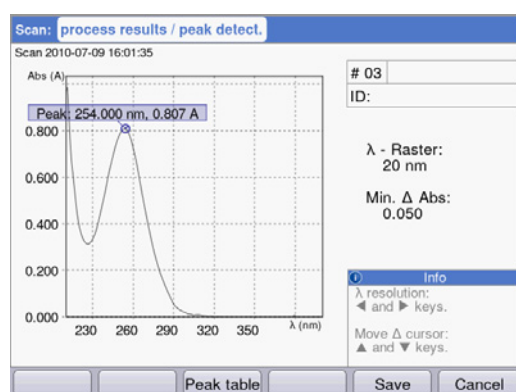 Scan: process results / peak detect.
Scan 2010-07-09 16:01:35
Abs (A)
Peak: 254.000 nm, 0.807 A
0.800
0.600
0.400
0.200
0.000
230 260 290 320 350 λ (nm)
# 03
ID:
λ - Raster:
20 nm
Min. Δ Abs:
0.050
Info
λ resolution:
◀ and ▶ keys.
Move Δ cursor:
▲ and ▼ keys.
Peak table Save Cancel